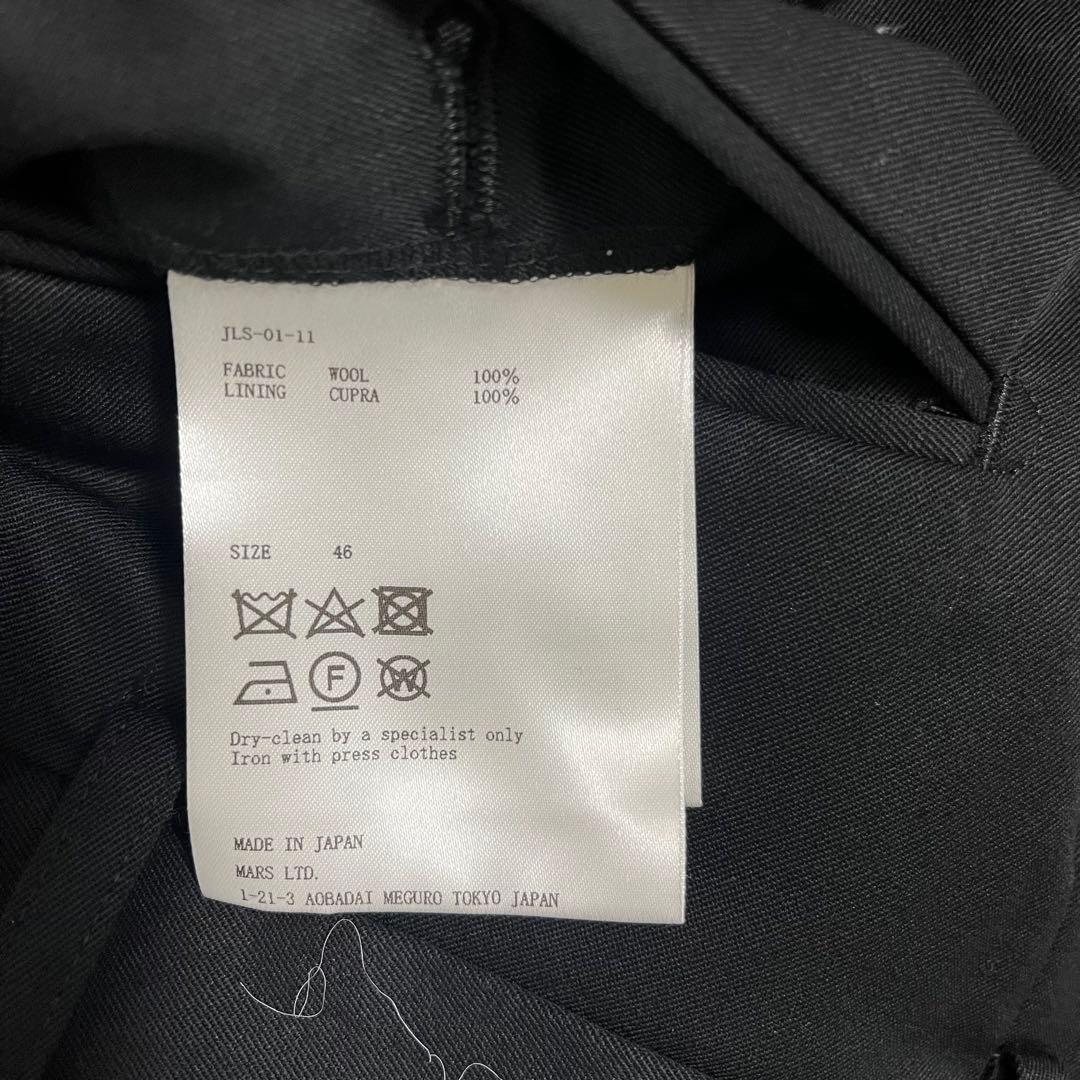 JLS-01-11
FABRIC WOOL 100%
LINING CUPRA 100%
SIZE 46
F W
Dry-clean by a specialist only
Iron with press clothes
MADE IN JAPAN
MARS LTD.
1-21-3 AOBADAI MEGURO TOKYO JAPAN